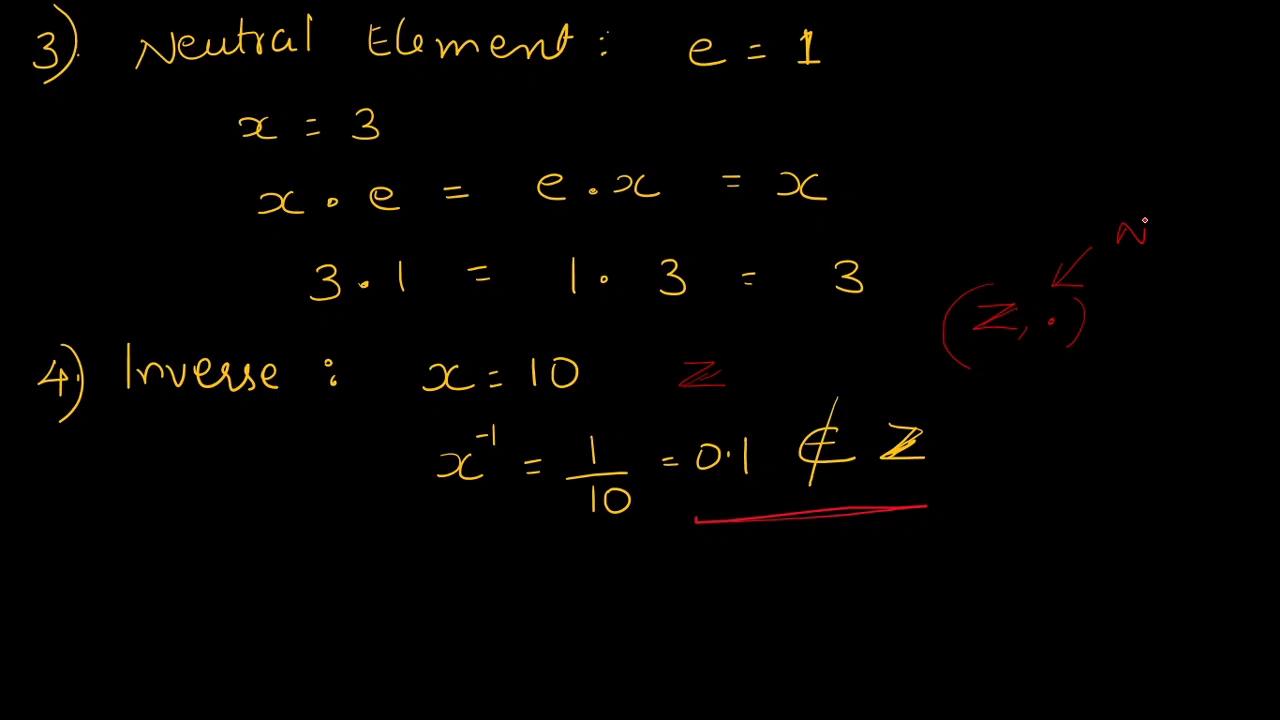 3) Neutral Element : e = 1
x = 3
x · e = e · x = x
N
3 · 1 = 1 · 3 = 3
(Z, ·)
4) Inverse : x = 10 Z
x⁻¹ = 1/10 = 0.1 ∉ Z